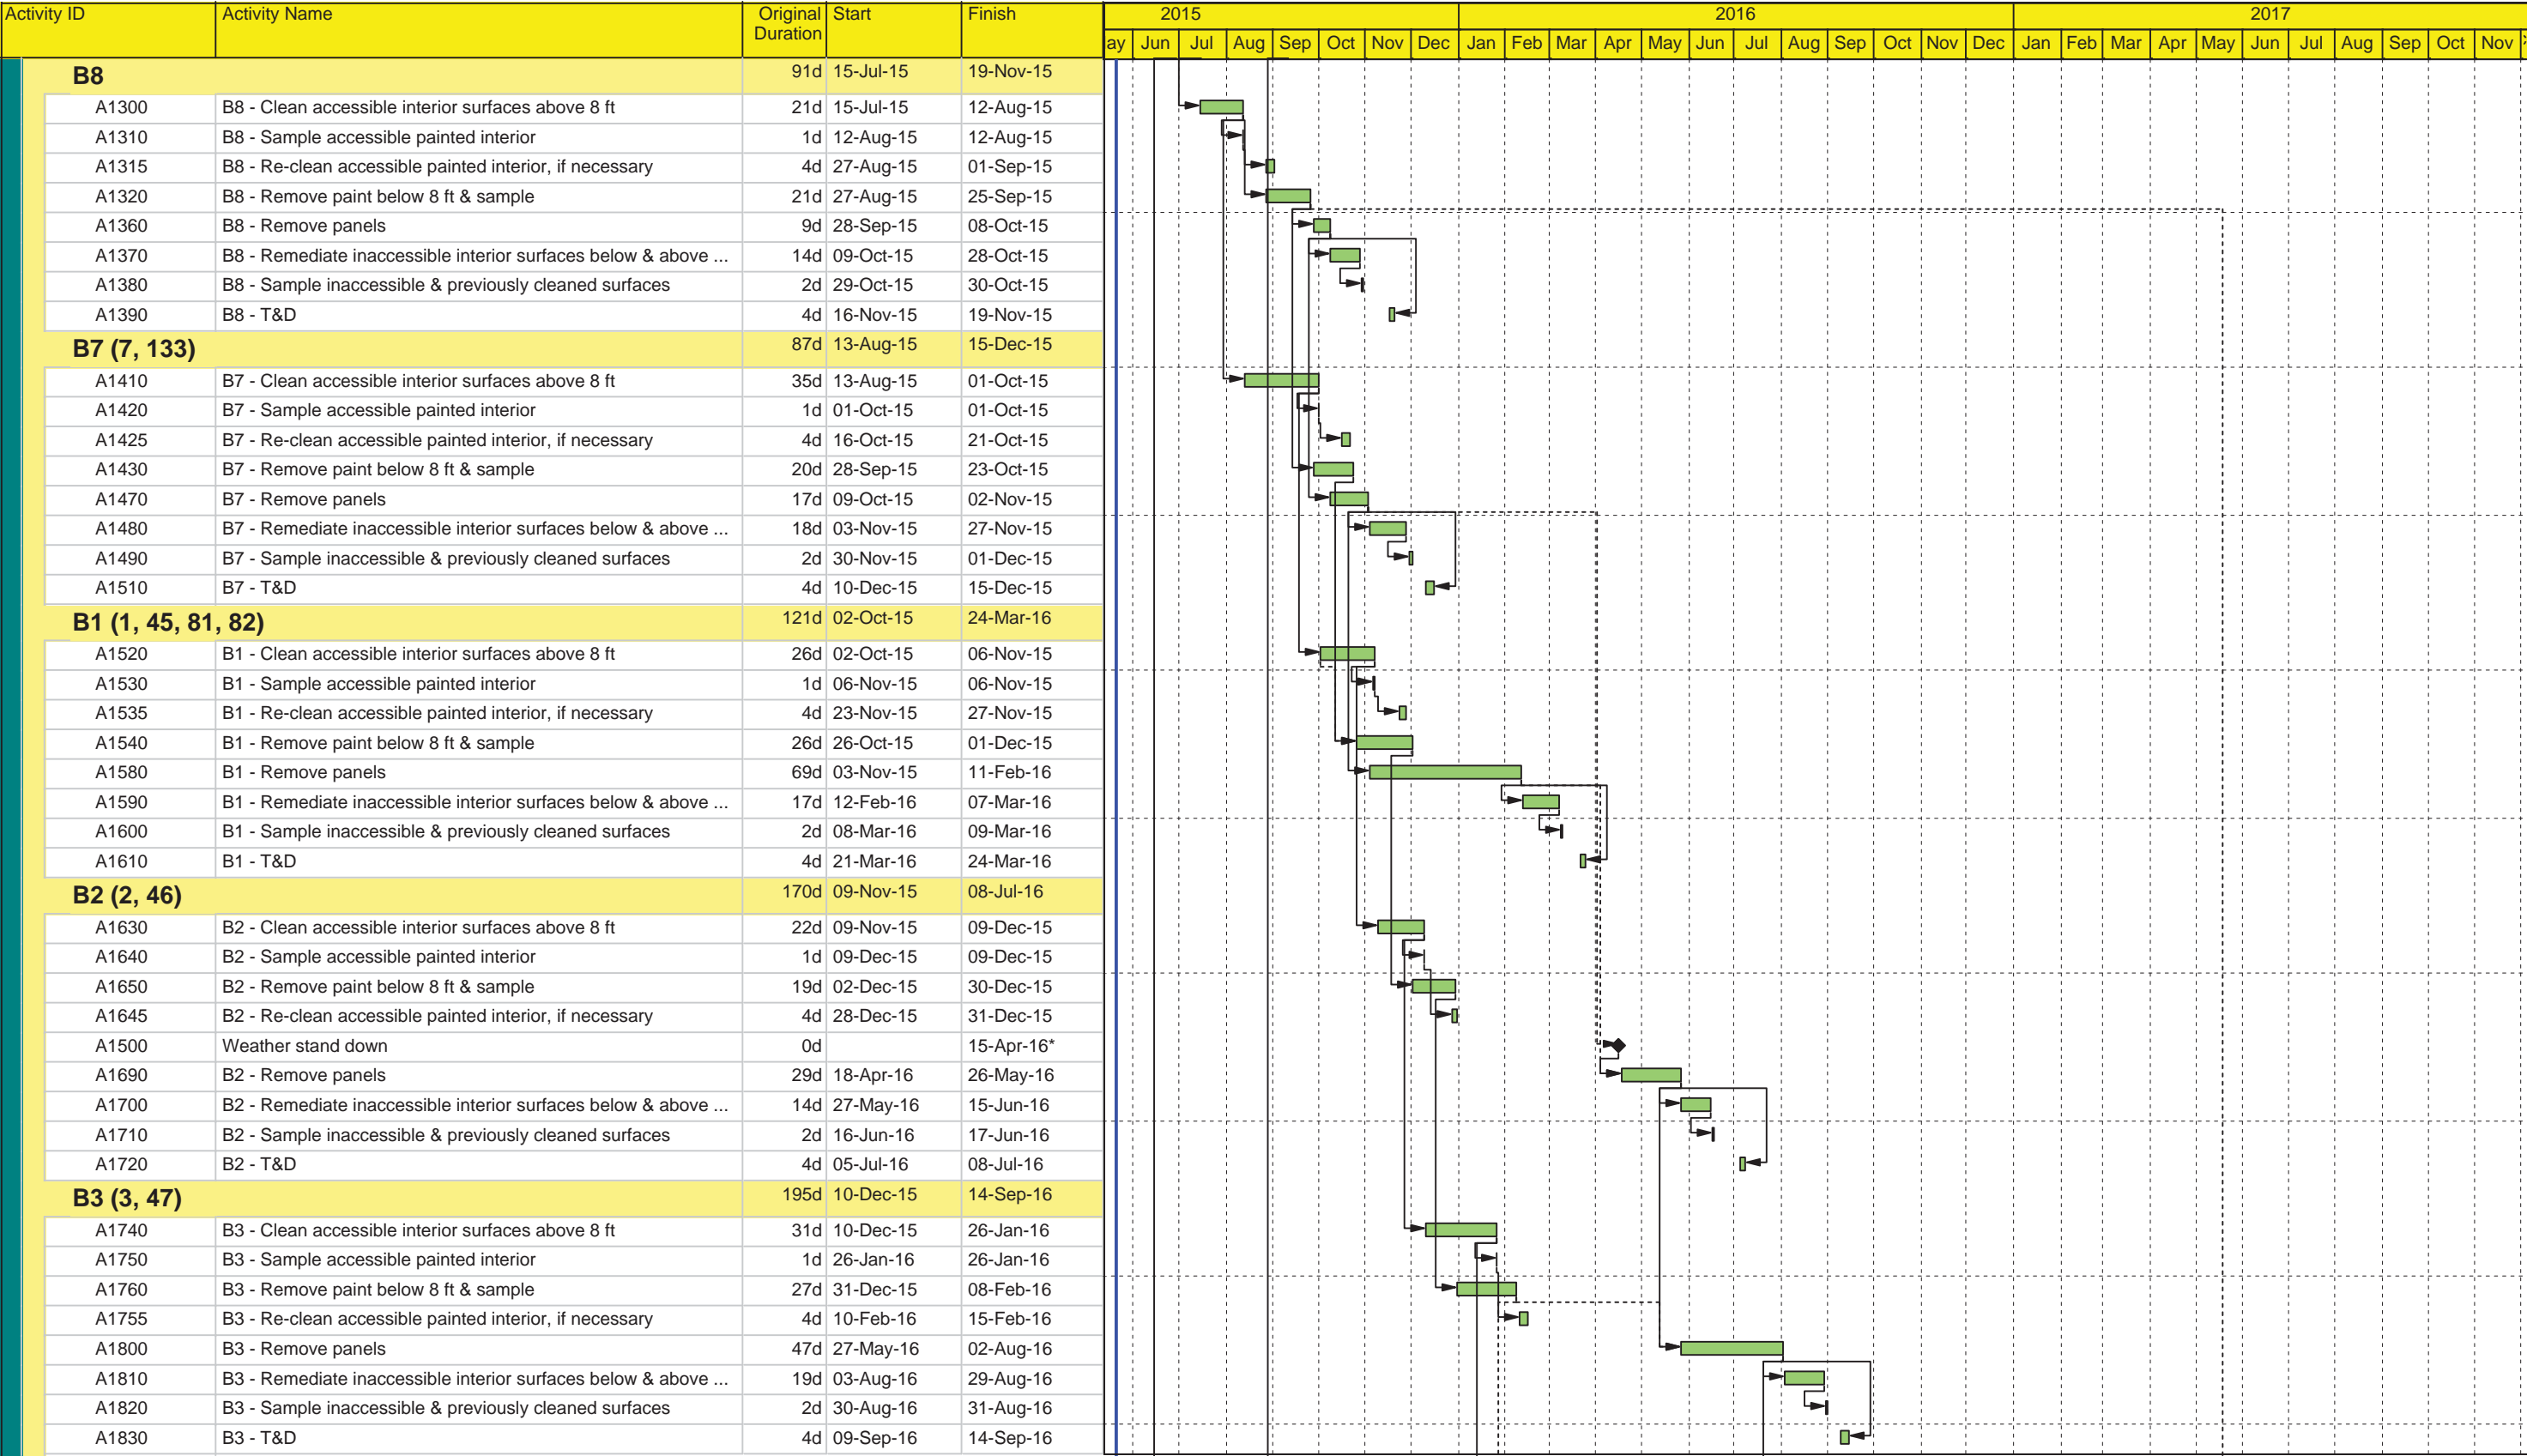 Activity ID Activity Name Original Duration Start Finish 2015 2016 2017
ay Jun Jul Aug Sep Oct Nov Dec Jan Feb Mar Apr May Jun Jul Aug Sep Oct Nov Dec Jan Feb Mar Apr May Jun Jul Aug Sep Oct Nov
B8 91d 15-Jul-15 19-Nov-15
A1300 B8 - Clean accessible interior surfaces above 8 ft 21d 15-Jul-15 12-Aug-15
A1310 B8 - Sample accessible painted interior 1d 12-Aug-15 12-Aug-15
A1315 B8 - Re-clean accessible painted interior, if necessary 4d 27-Aug-15 01-Sep-15
A1320 B8 - Remove paint below 8 ft & sample 21d 27-Aug-15 25-Sep-15
A1360 B8 - Remove panels 9d 28-Sep-15 08-Oct-15
A1370 B8 - Remediate inaccessible interior surfaces below & above ... 14d 09-Oct-15 28-Oct-15
A1380 B8 - Sample inaccessible & previously cleaned surfaces 2d 29-Oct-15 30-Oct-15
A1390 B8 - T&D 4d 16-Nov-15 19-Nov-15
B7 (7, 133) 87d 13-Aug-15 15-Dec-15
A1410 B7 - Clean accessible interior surfaces above 8 ft 35d 13-Aug-15 01-Oct-15
A1420 B7 - Sample accessible painted interior 1d 01-Oct-15 01-Oct-15
A1425 B7 - Re-clean accessible painted interior, if necessary 4d 16-Oct-15 21-Oct-15
A1430 B7 - Remove paint below 8 ft & sample 20d 28-Sep-15 23-Oct-15
A1470 B7 - Remove panels 17d 09-Oct-15 02-Nov-15
A1480 B7 - Remediate inaccessible interior surfaces below & above ... 18d 03-Nov-15 27-Nov-15
A1490 B7 - Sample inaccessible & previously cleaned surfaces 2d 30-Nov-15 01-Dec-15
A1510 B7 - T&D 4d 10-Dec-15 15-Dec-15
B1 (1, 45, 81, 82) 121d 02-Oct-15 24-Mar-16
A1520 B1 - Clean accessible interior surfaces above 8 ft 26d 02-Oct-15 06-Nov-15
A1530 B1 - Sample accessible painted interior 1d 06-Nov-15 06-Nov-15
A1535 B1 - Re-clean accessible painted interior, if necessary 4d 23-Nov-15 27-Nov-15
A1540 B1 - Remove paint below 8 ft & sample 26d 26-Oct-15 01-Dec-15
A1580 B1 - Remove panels 69d 03-Nov-15 11-Feb-16
A1590 B1 - Remediate inaccessible interior surfaces below & above ... 17d 12-Feb-16 07-Mar-16
A1600 B1 - Sample inaccessible & previously cleaned surfaces 2d 08-Mar-16 09-Mar-16
A1610 B1 - T&D 4d 21-Mar-16 24-Mar-16
B2 (2, 46) 170d 09-Nov-15 08-Jul-16
A1630 B2 - Clean accessible interior surfaces above 8 ft 22d 09-Nov-15 09-Dec-15
A1640 B2 - Sample accessible painted interior 1d 09-Dec-15 09-Dec-15
A1650 B2 - Remove paint below 8 ft & sample 19d 02-Dec-15 30-Dec-15
A1645 B2 - Re-clean accessible painted interior, if necessary 4d 28-Dec-15 31-Dec-15
A1500 Weather stand down 0d 15-Apr-16*
A1690 B2 - Remove panels 29d 18-Apr-16 26-May-16
A1700 B2 - Remediate inaccessible interior surfaces below & above ... 14d 27-May-16 15-Jun-16
A1710 B2 - Sample inaccessible & previously cleaned surfaces 2d 16-Jun-16 17-Jun-16
A1720 B2 - T&D 4d 05-Jul-16 08-Jul-16
B3 (3, 47) 195d 10-Dec-15 14-Sep-16
A1740 B3 - Clean accessible interior surfaces above 8 ft 31d 10-Dec-15 26-Jan-16
A1750 B3 - Sample accessible painted interior 1d 26-Jan-16 26-Jan-16
A1760 B3 - Remove paint below 8 ft & sample 27d 31-Dec-15 08-Feb-16
A1755 B3 - Re-clean accessible painted interior, if necessary 4d 10-Feb-16 15-Feb-16
A1800 B3 - Remove panels 47d 27-May-16 02-Aug-16
A1810 B3 - Remediate inaccessible interior surfaces below & above ... 19d 03-Aug-16 29-Aug-16
A1820 B3 - Sample inaccessible & previously cleaned surfaces 2d 30-Aug-16 31-Aug-16
A1830 B3 - T&D 4d 09-Sep-16 14-Sep-16